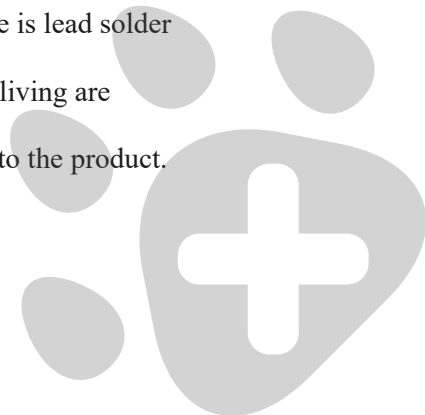 e is lead solder
living are
to the product.